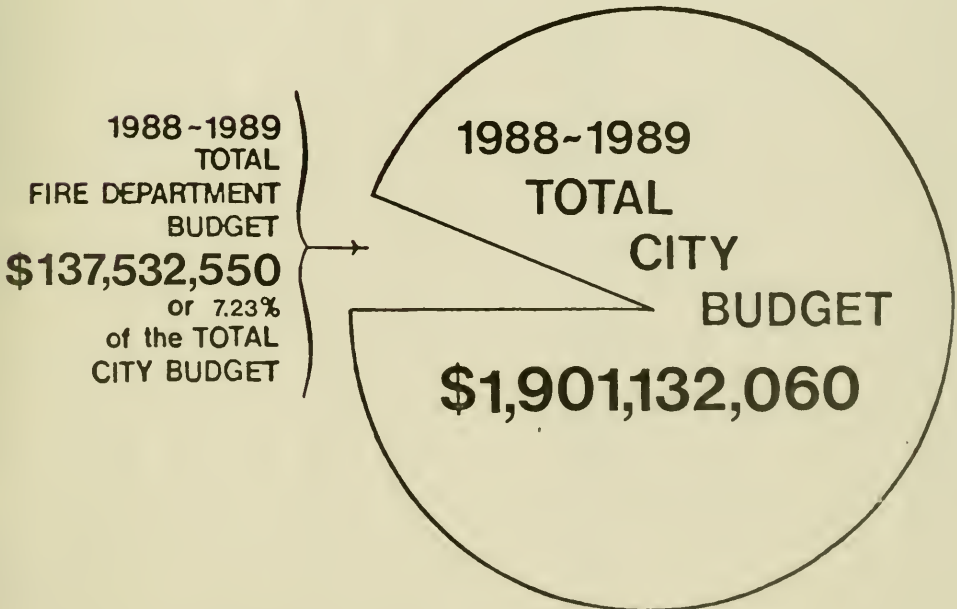 1988~1989
TOTAL
FIRE DEPARTMENT
BUDGET
$137,532,550
or 7.23%
of the TOTAL
CITY BUDGET
1988~1989
TOTAL
CITY
BUDGET
$1,901,132,060